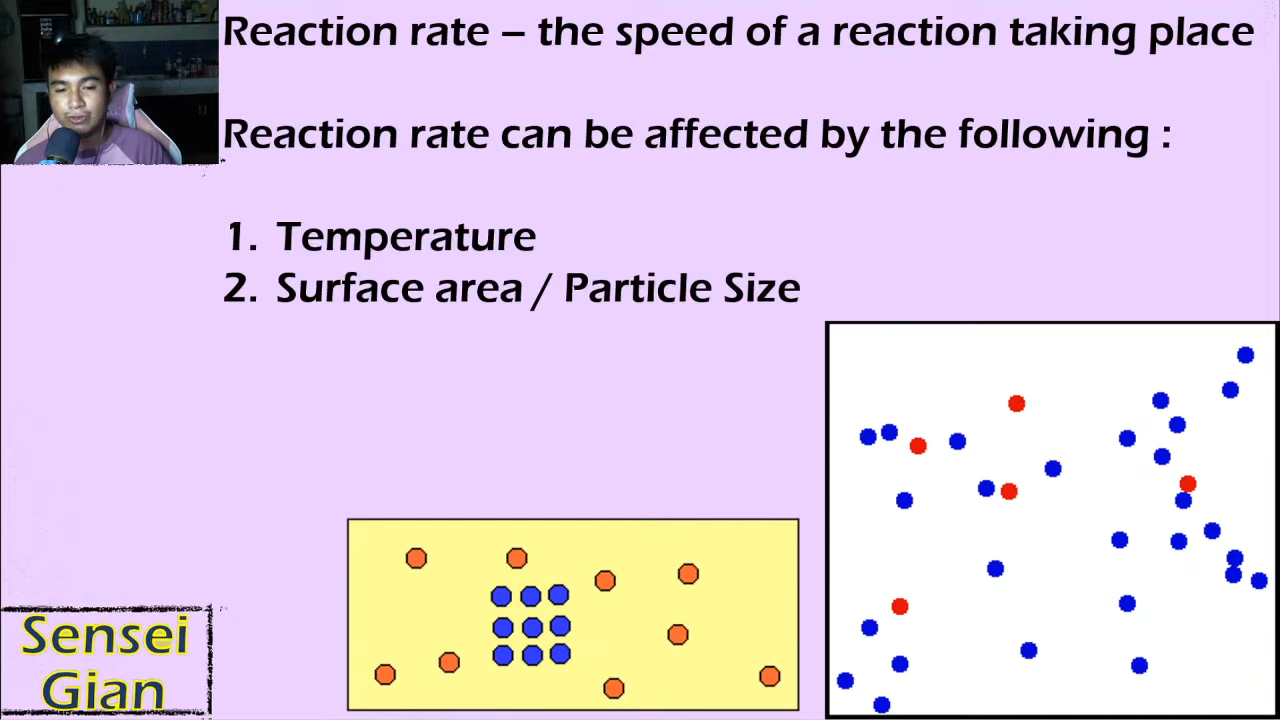 Reaction rate – the speed of a reaction taking place
Reaction rate can be affected by the following :
1. Temperature
2. Surface area / Particle Size
Sensei
Gian